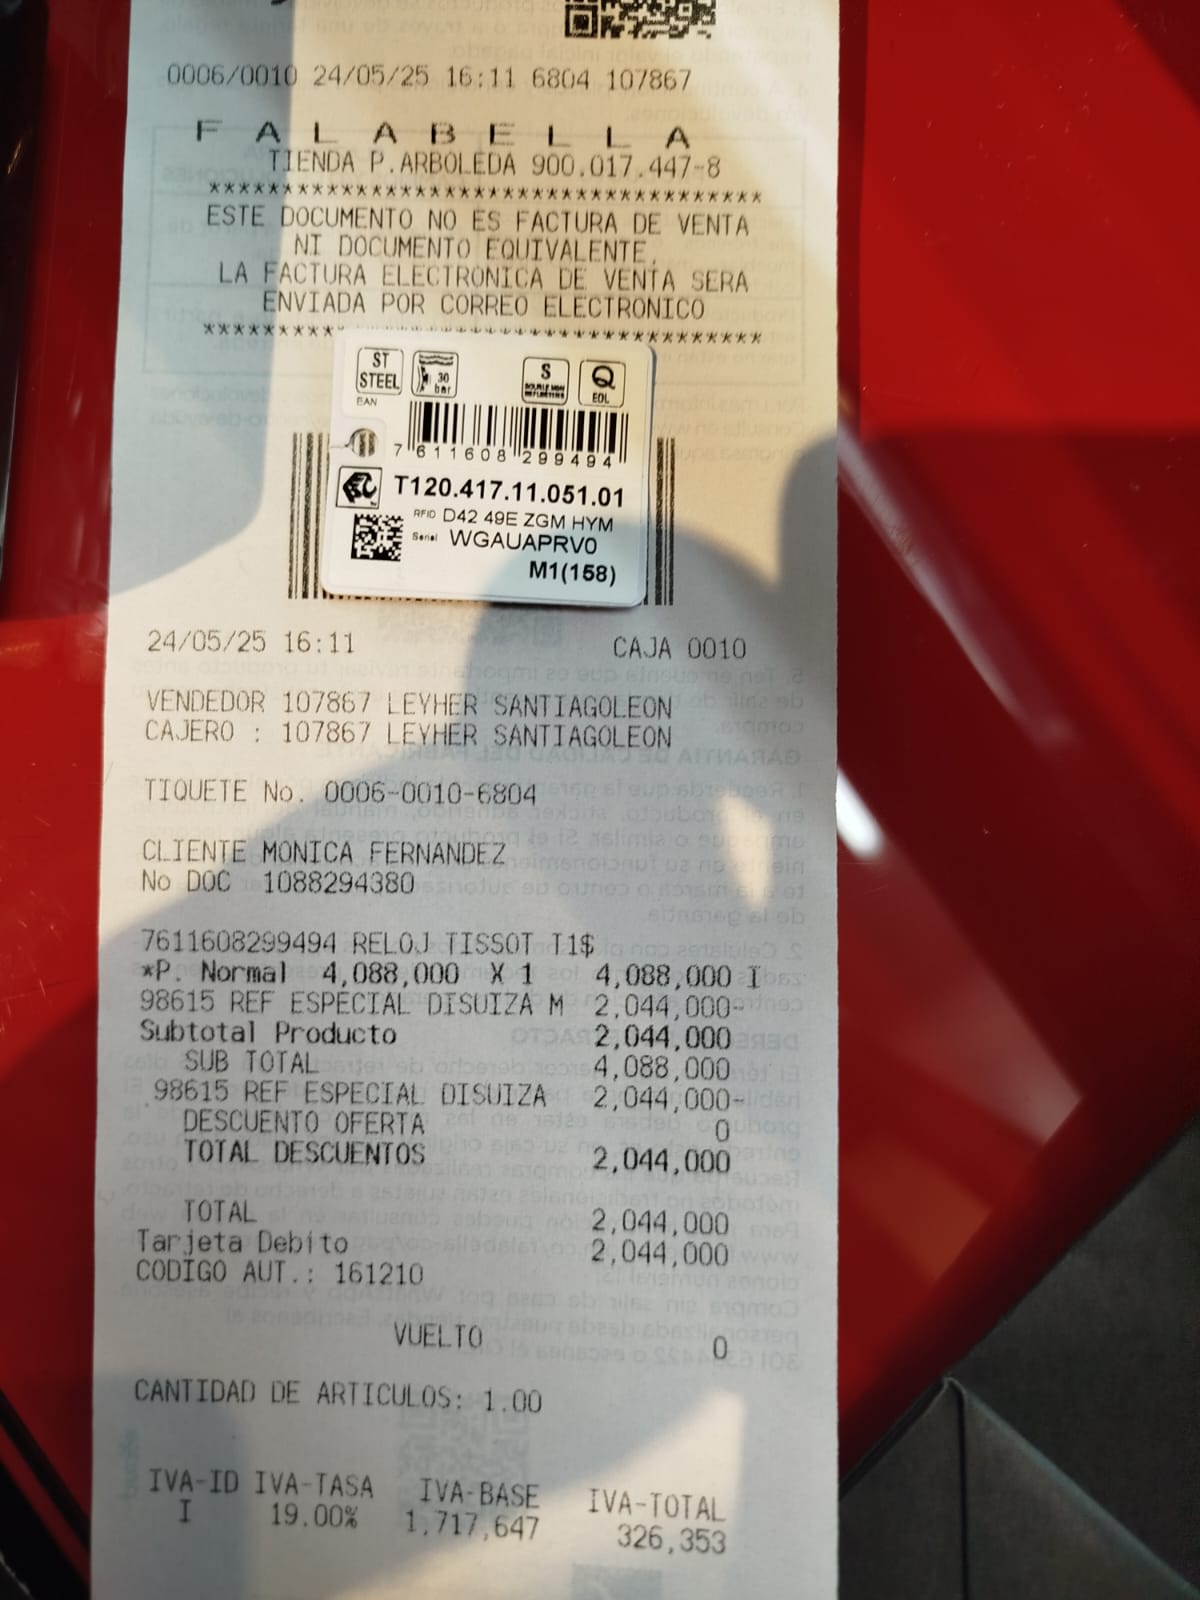 0006/0010 24/05/25 16:11 6804 107867
F A L A B E L L A
TIENDA P.ARBOLEDA 900.017.447-8
**************************************
ESTE DOCUMENTO NO ES FACTURA DE VENTA
NI DOCUMENTO EQUIVALENTE.
LA FACTURA ELECTRONICA DE VENTA SERA
ENVIADA POR CORREO ELECTRONICO
**************************************
ST STEEL
30 bar
S
Q EOL
EAN
7 611608 299494
T120.417.11.051.01
RFID D42 49E ZGM HYM
Serial WGAUAPRV0
M1(158)
24/05/25 16:11 CAJA 0010
VENDEDOR 107867 LEYHER SANTIAGOLEON
CAJERO : 107867 LEYHER SANTIAGOLEON
TIQUETE No. 0006-0010-6804
CLIENTE MONICA FERNANDEZ
No DOC 1088294380
7611608299494 RELOJ TISSOT T1$
*P. Normal 4,088,000 X 1 4,088,000 I
98615 REF ESPECIAL DISUIZA M 2,044,000-
Subtotal Producto 2,044,000
SUB TOTAL 4,088,000
98615 REF ESPECIAL DISUIZA 2,044,000-
DESCUENTO OFERTA 0
TOTAL DESCUENTOS 2,044,000
TOTAL 2,044,000
Tarjeta Debito 2,044,000
CODIGO AUT.: 161210
VUELTO 0
CANTIDAD DE ARTICULOS: 1.00
IVA-ID IVA-TASA IVA-BASE IVA-TOTAL
I 19.00% 1,717,647 326,353